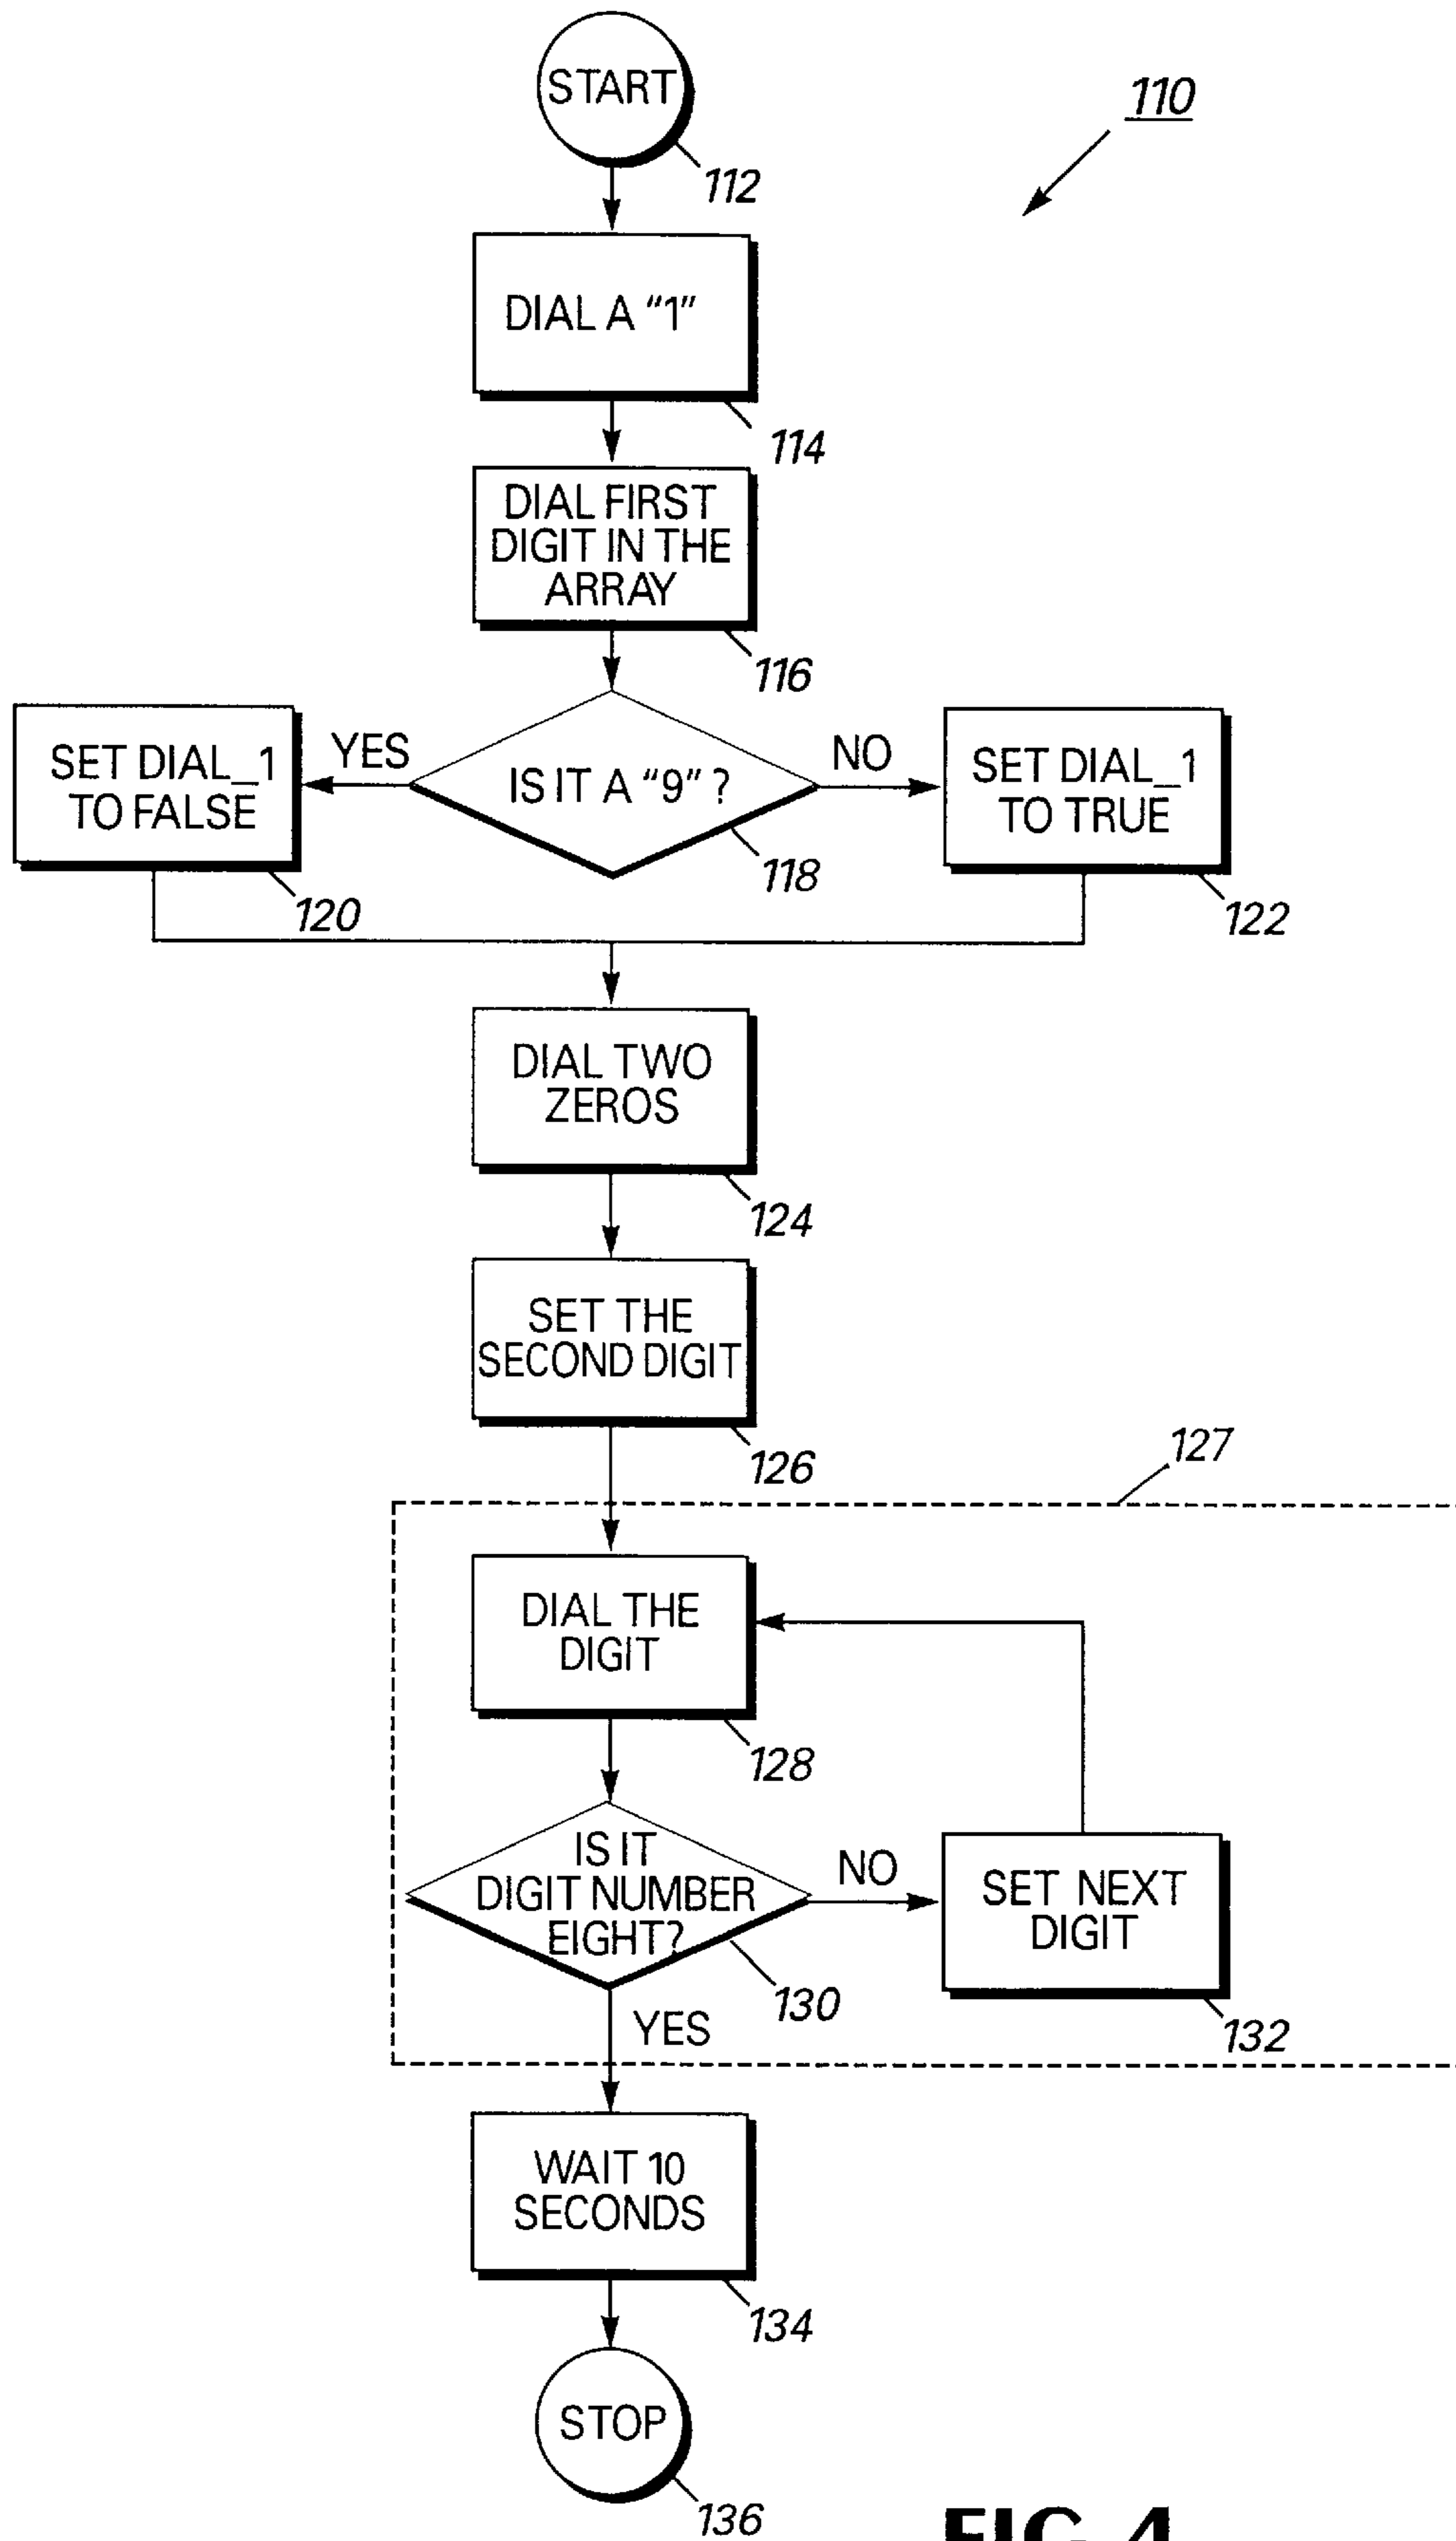 START
110
112
DIAL A “1”
114
DIAL FIRST
DIGIT IN THE
ARRAY
116
SET DIAL_1
TO FALSE
YES
IS IT A “9” ?
NO
SET DIAL_1
TO TRUE
118
120
122
DIAL TWO
ZEROS
124
SET THE
SECOND DIGIT
126
127
DIAL THE
DIGIT
128
IS IT
DIGIT NUMBER
EIGHT?
NO
SET NEXT
DIGIT
130
YES
132
WAIT 10
SECONDS
134
STOP
136
FIG 4